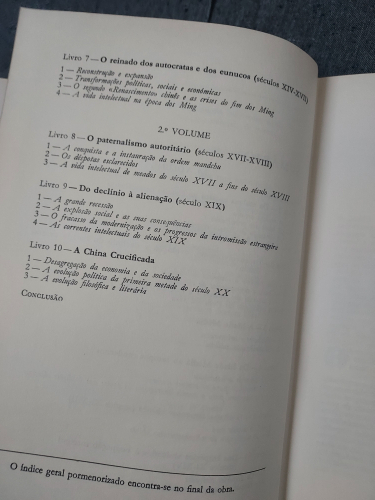 Livro 7 — O reinado dos autocratas e dos eunucos (séculos XIV-XVII)
1 — Reconstrução e expansão
2 — Transformações políticas, sociais e económicas
3 — O segundo «Renascimento» chinês e as crises do fim dos Ming
4 — A vida intelectual na época dos Ming
2.º VOLUME
Livro 8 — O paternalismo autoritário (séculos XVII-XVIII)
1 — A conquista e a instauração da ordem mandchu
2 — Os déspotas esclarecidos
3 — A vida intelectual de meados do século XVII a fins do século XVIII
Livro 9 — Do declínio à alienação (século XIX)
1 — A grande recessão
2 — A explosão social e as suas consequências
3 — O fracasso da modernização e os progressos da intromissão estrangeira
4 — As correntes intelectuais do século XIX
Livro 10 — A China Crucificada
1 — Desagregação da economia e da sociedade
2 — A evolução política da primeira metade do século XX
3 — A evolução filosófica e literária
CONCLUSÃO
O índice geral pormenorizado encontra-se no final da obra.